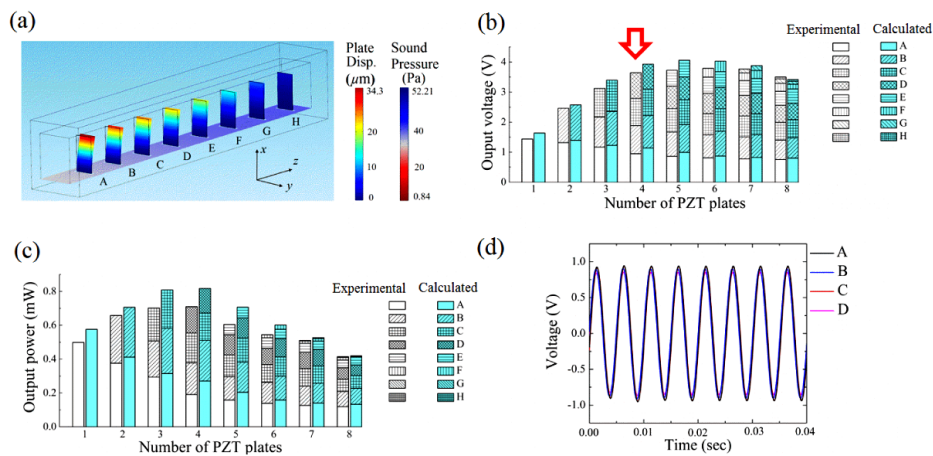 (a)
Plate Disp. (μm)
34.3
30
20
10
0
Sound Pressure (Pa)
52.21
40
20
0.84
A
B
C
D
E
F
G
H
x
z
y
(b)
Ouput voltage (V)
4
3
2
1
0
1 2 3 4 5 6 7 8
Number of PZT plates
Experimental Calculated
A
B
C
D
E
F
G
H
(c)
Output power (mW)
0.8
0.6
0.4
0.2
0.0
1 2 3 4 5 6 7 8
Number of PZT plates
Experimental Calculated
A
B
C
D
E
F
G
H
(d)
Voltage (V)
1.0
0.5
0.0
-0.5
-1.0
0.00 0.01 0.02 0.03 0.04
Time (sec)
A
B
C
D